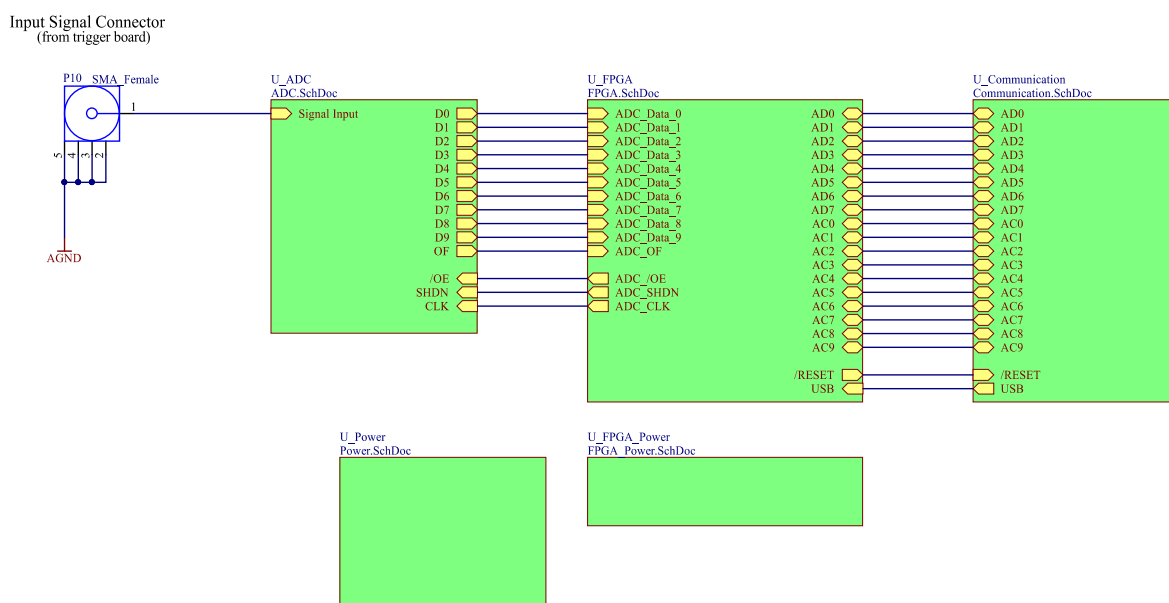 Input Signal Connector
(from trigger board)
P10 SMA_Female
1
5 4 3 2
AGND
U_ADC
ADC.SchDoc
Signal Input
D0
D1
D2
D3
D4
D5
D6
D7
D8
D9
OF
/OE
SHDN
CLK
U_FPGA
FPGA.SchDoc
ADC_Data_0
ADC_Data_1
ADC_Data_2
ADC_Data_3
ADC_Data_4
ADC_Data_5
ADC_Data_6
ADC_Data_7
ADC_Data_8
ADC_Data_9
ADC_OF
ADC_/OE
ADC_SHDN
ADC_CLK
AD0
AD1
AD2
AD3
AD4
AD5
AD6
AD7
AC0
AC1
AC2
AC3
AC4
AC5
AC6
AC7
AC8
AC9
/RESET
USB
U_Communication
Communication.SchDoc
AD0
AD1
AD2
AD3
AD4
AD5
AD6
AD7
AC0
AC1
AC2
AC3
AC4
AC5
AC6
AC7
AC8
AC9
/RESET
USB
U_Power
Power.SchDoc
U_FPGA_Power
FPGA_Power.SchDoc